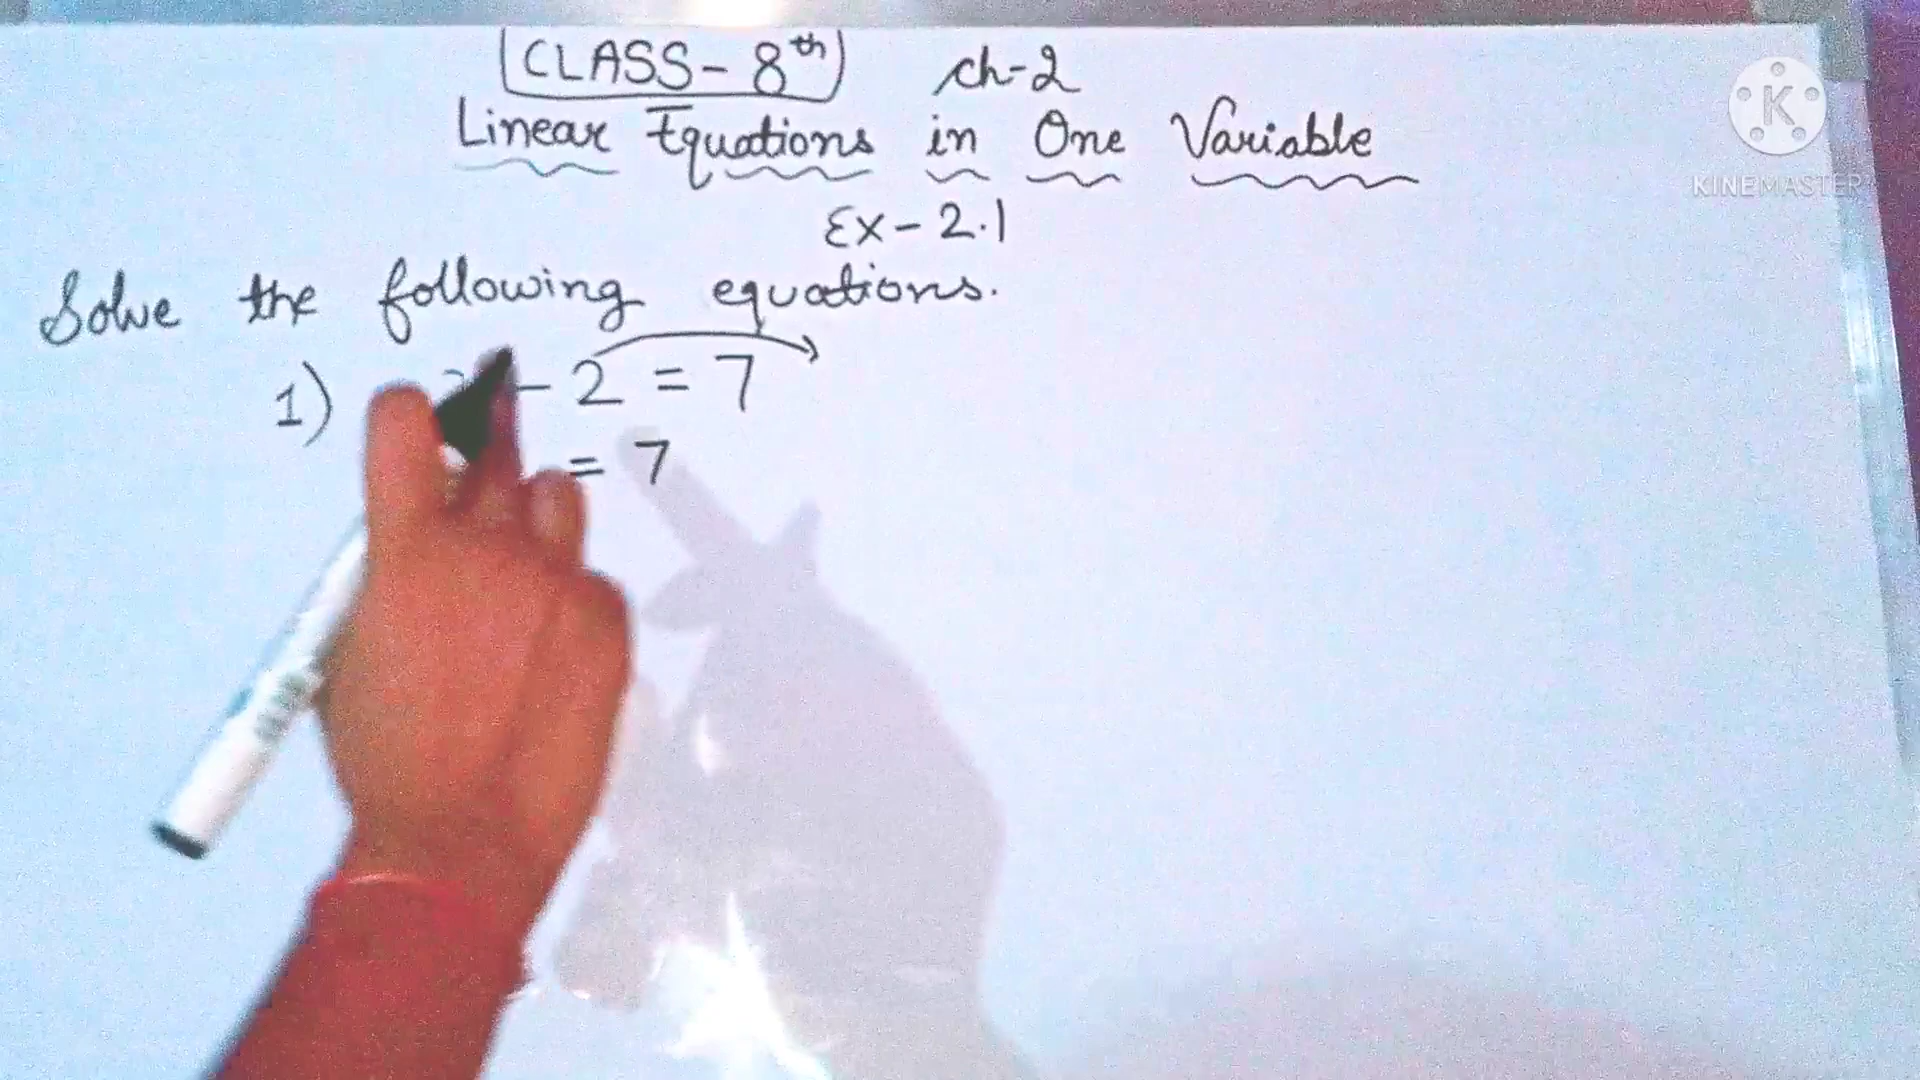 CLASS - 8th ch-2
Linear Equations in One Variable
Ex - 2.1
Solve the following equations.
1) - 2 = 7
= 7
K
KINEMASTER